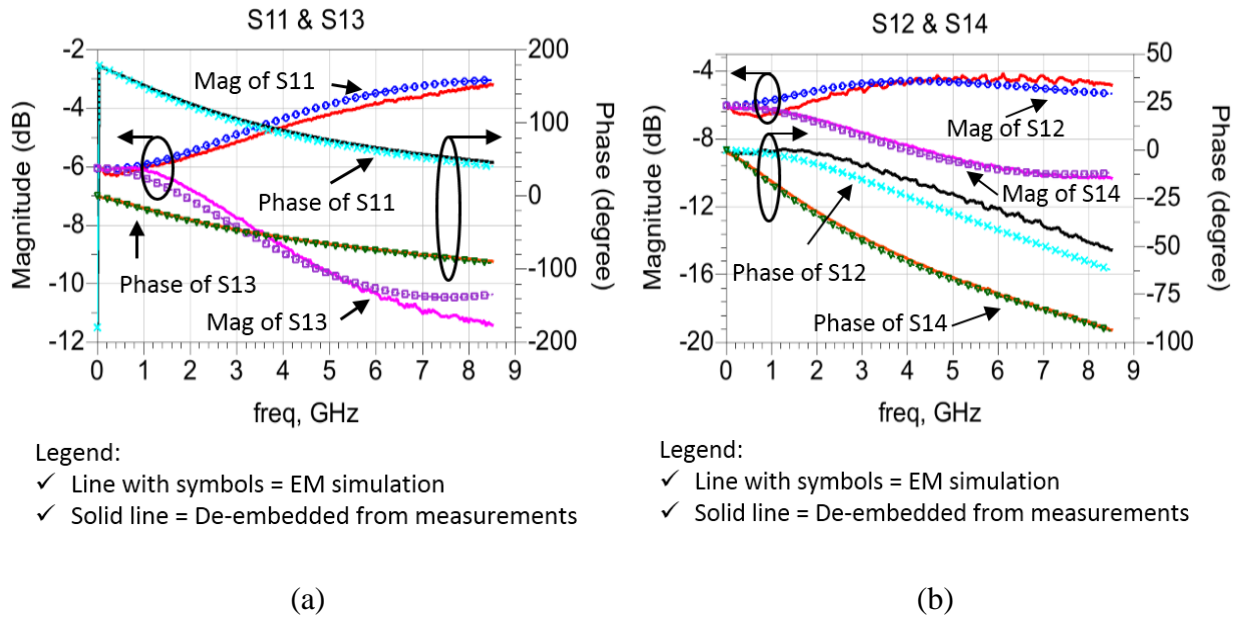 S11 & S13
Magnitude (dB)
-2
-4
-6
-8
-10
-12
200
100
0
-100
-200
Phase (degree)
Mag of S11
Phase of S11
Phase of S13
Mag of S13
0 1 2 3 4 5 6 7 8 9
freq, GHz
Legend:
✓ Line with symbols = EM simulation
✓ Solid line = De-embedded from measurements
(a)
S12 & S14
Magnitude (dB)
-4
-8
-12
-16
-20
50
25
0
-25
-50
-75
-100
Phase (degree)
Mag of S12
Mag of S14
Phase of S12
Phase of S14
0 1 2 3 4 5 6 7 8 9
freq, GHz
Legend:
✓ Line with symbols = EM simulation
✓ Solid line = De-embedded from measurements
(b)